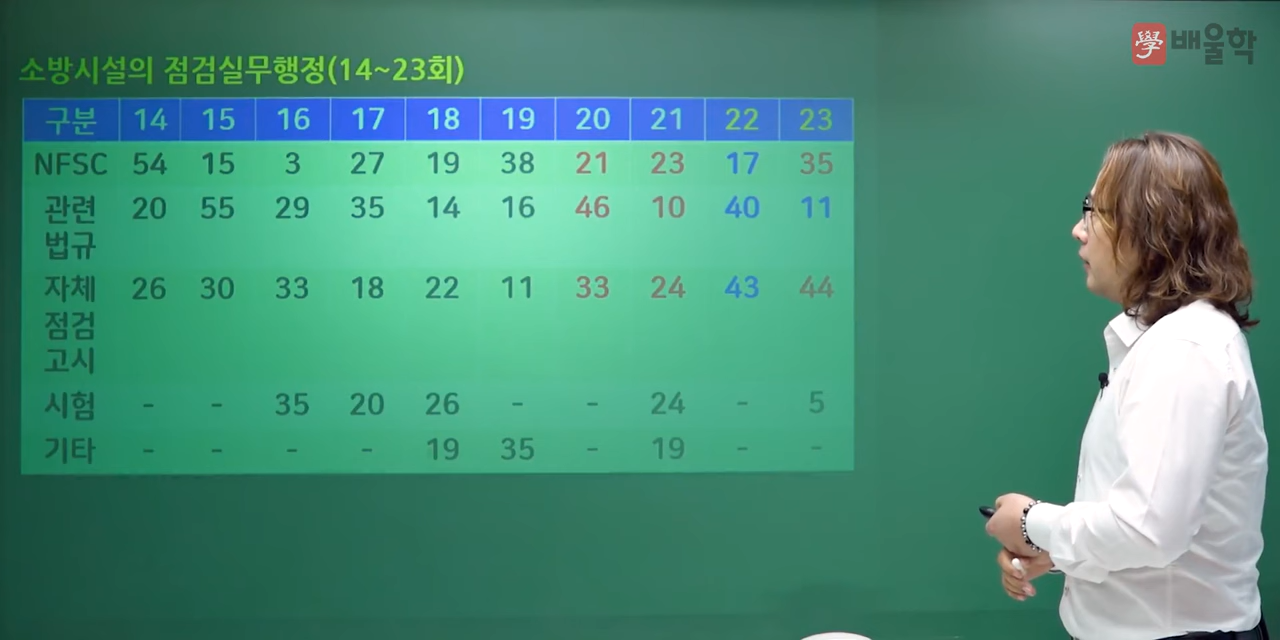 學 배울학
소방시설의 점검실무행정(14~23회)
구분 14 15 16 17 18 19 20 21 22 23
NFSC 54 15 3 27 19 38 21 23 17 35
관련 20 55 29 35 14 16 46 10 40 11
법규
자체 26 30 33 18 22 11 33 24 43 44
점검
고시
시험 - - 35 20 26 - - 24 - 5
기타 - - - - 19 35 - 19 - -